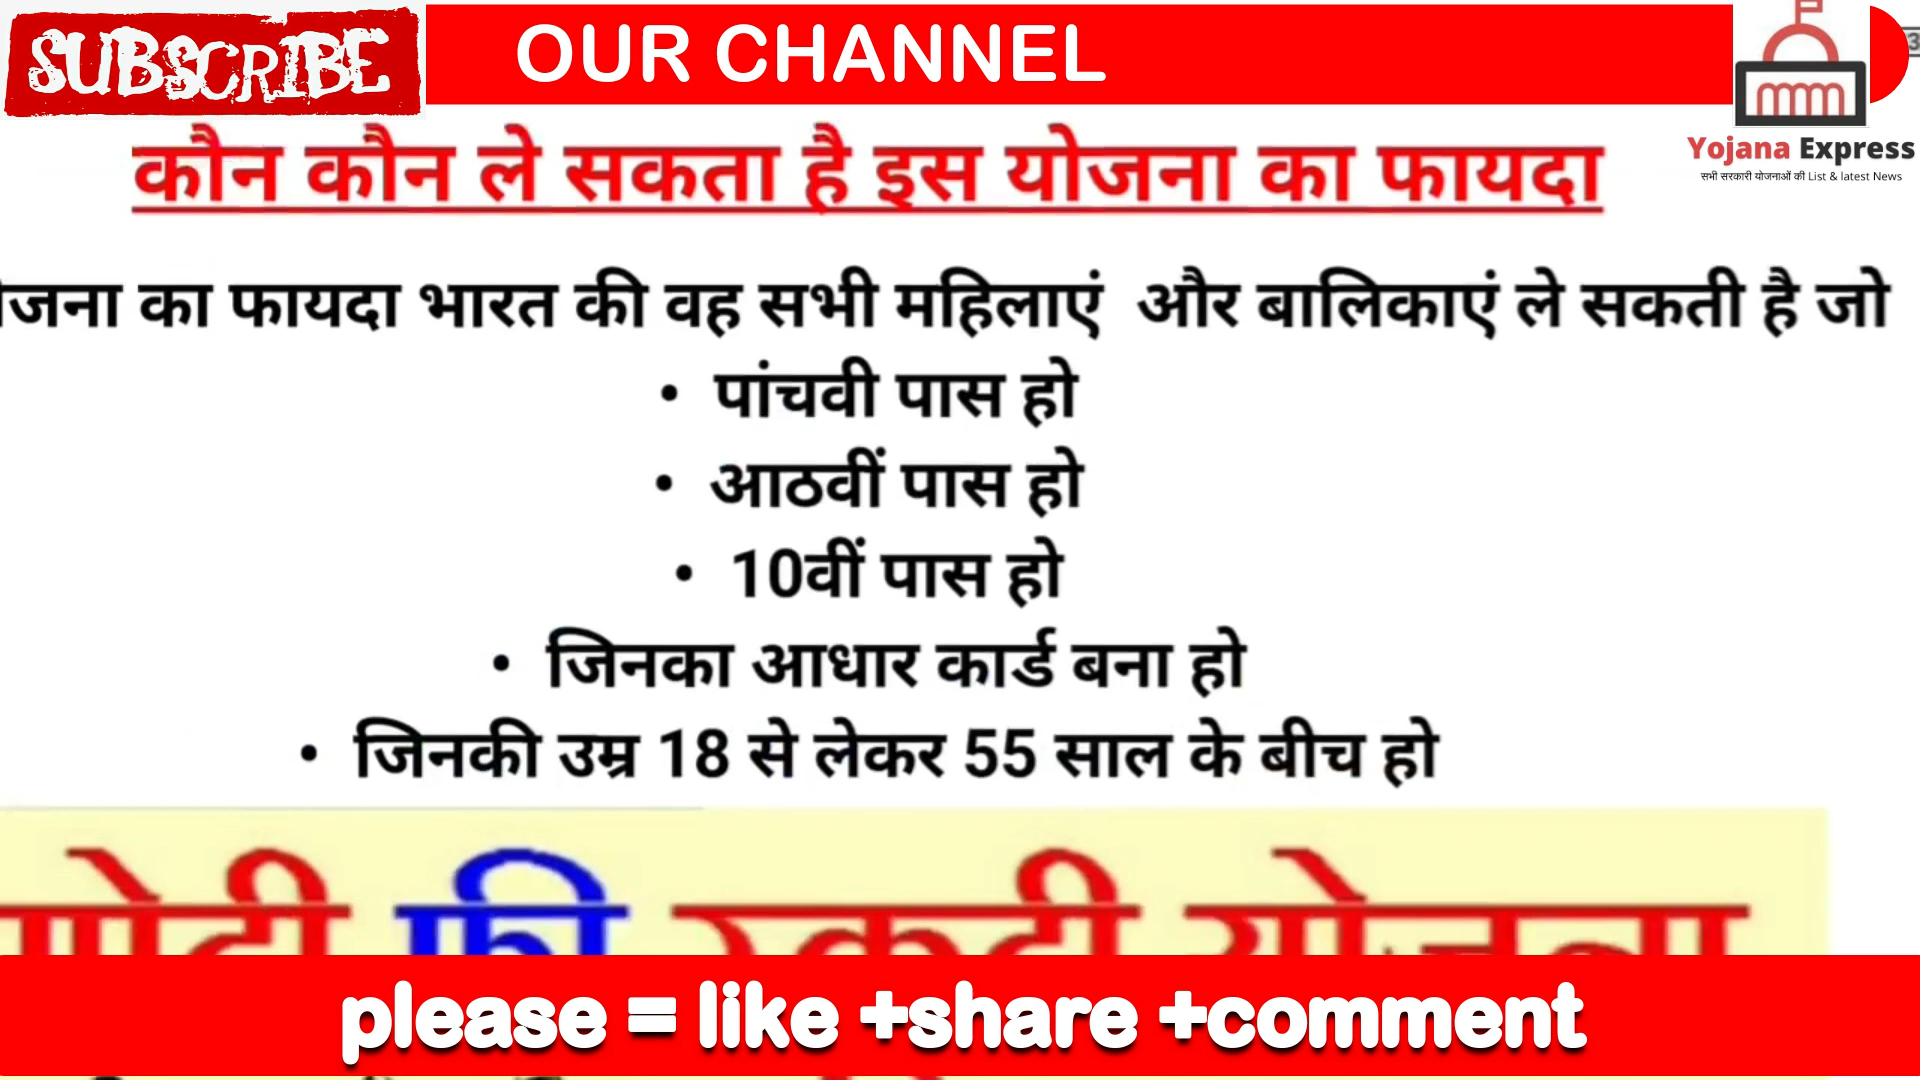 SUBSCRIBE OUR CHANNEL
Yojana Express
सभी सरकारी योजनाओं की List & latest News
कौन कौन ले सकता है इस योजना का फायदा
का फायदा भारत की वह सभी महिलाएं और बालिकाएं ले सकती है जो
• पांचवी पास हो
• आठवीं पास हो
• 10वीं पास हो
• जिनका आधार कार्ड बना हो
• जिनकी उम्र 18 से लेकर 55 साल के बीच हो
please = like +share +comment